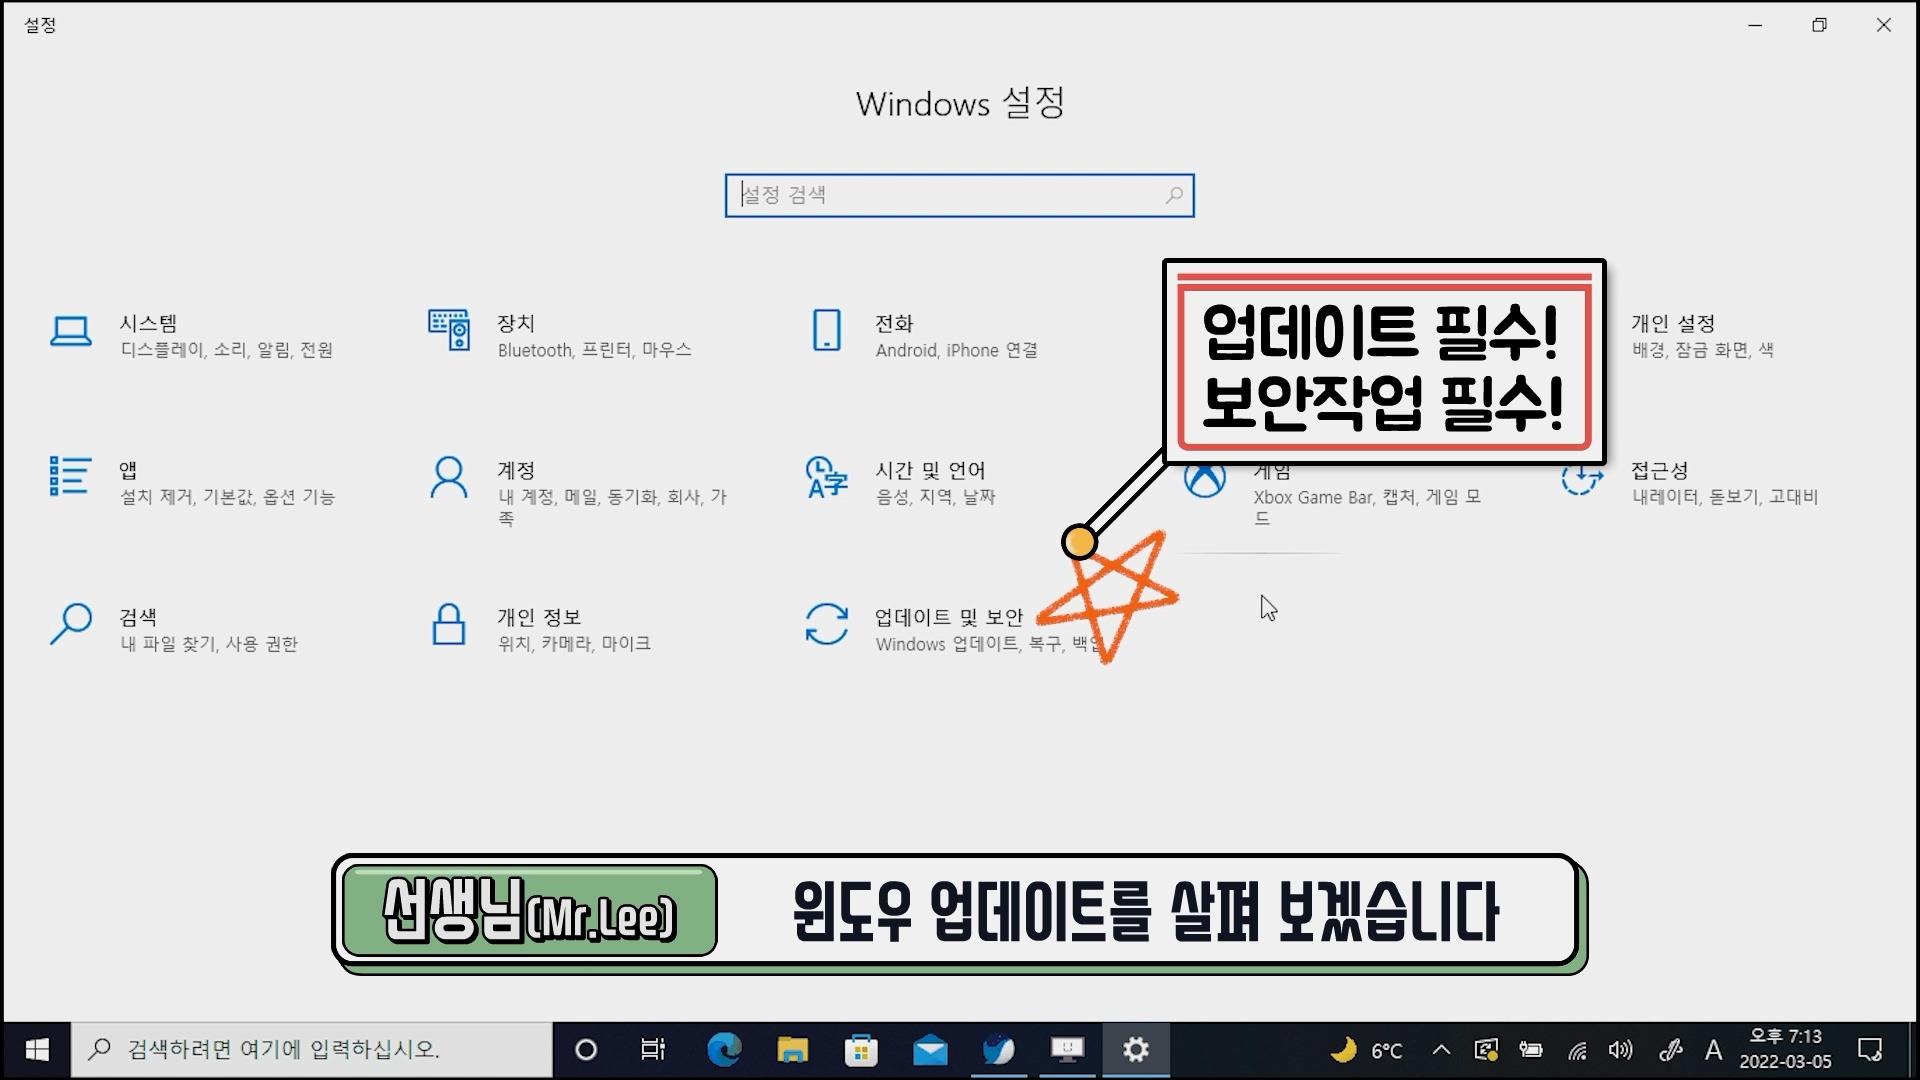 설정
Windows 설정
설정 검색
시스템
디스플레이, 소리, 알림, 전원
장치
Bluetooth, 프린터, 마우스
전화
Android, iPhone 연결
업데이트 필수!
보안작업 필수!
개인 설정
배경, 잠금 화면, 색
앱
설치 제거, 기본값, 옵션 기능
계정
내 계정, 메일, 동기화, 회사, 가
족
시간 및 언어
음성, 지역, 날짜
게임
Xbox Game Bar, 캡처, 게임 모
드
접근성
내레이터, 돋보기, 고대비
검색
내 파일 찾기, 사용 권한
개인 정보
위치, 카메라, 마이크
업데이트 및 보안
Windows 업데이트, 복구, 백업
선생님(Mr.Lee)
윈도우 업데이트를 살펴 보겠습니다
검색하려면 여기에 입력하십시오.
6°C
A
오후 7:13
2022-03-05